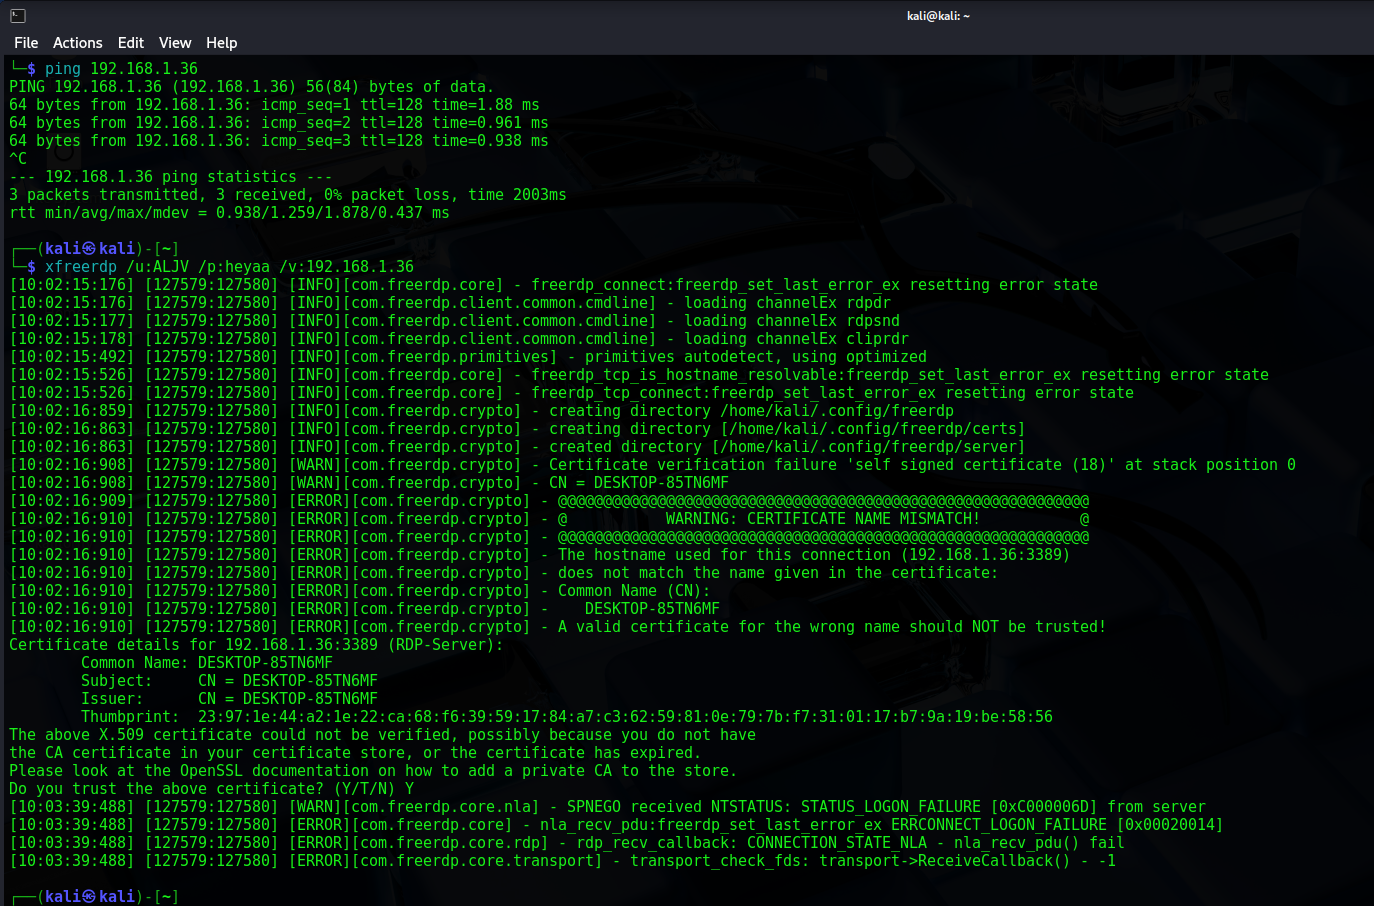 kali@kali: ~
File Actions Edit View Help
└─$ ping 192.168.1.36
PING 192.168.1.36 (192.168.1.36) 56(84) bytes of data.
64 bytes from 192.168.1.36: icmp_seq=1 ttl=128 time=1.88 ms
64 bytes from 192.168.1.36: icmp_seq=2 ttl=128 time=0.961 ms
64 bytes from 192.168.1.36: icmp_seq=3 ttl=128 time=0.938 ms
^C
--- 192.168.1.36 ping statistics ---
3 packets transmitted, 3 received, 0% packet loss, time 2003ms
rtt min/avg/max/mdev = 0.938/1.259/1.878/0.437 ms
┌──(kali㉿kali)-[~]
└─$ xfreerdp /u:ALJV /p:heyaa /v:192.168.1.36
[10:02:15:176] [127579:127580] [INFO][com.freerdp.core] - freerdp_connect:freerdp_set_last_error_ex resetting error state
[10:02:15:176] [127579:127580] [INFO][com.freerdp.client.common.cmdline] - loading channelEx rdpdr
[10:02:15:177] [127579:127580] [INFO][com.freerdp.client.common.cmdline] - loading channelEx rdpsnd
[10:02:15:178] [127579:127580] [INFO][com.freerdp.client.common.cmdline] - loading channelEx cliprdr
[10:02:15:492] [127579:127580] [INFO][com.freerdp.primitives] - primitives autodetect, using optimized
[10:02:15:526] [127579:127580] [INFO][com.freerdp.core] - freerdp_tcp_is_hostname_resolvable:freerdp_set_last_error_ex resetting error state
[10:02:15:526] [127579:127580] [INFO][com.freerdp.core] - freerdp_tcp_connect:freerdp_set_last_error_ex resetting error state
[10:02:16:859] [127579:127580] [INFO][com.freerdp.crypto] - creating directory /home/kali/.config/freerdp
[10:02:16:863] [127579:127580] [INFO][com.freerdp.crypto] - creating directory [/home/kali/.config/freerdp/certs]
[10:02:16:863] [127579:127580] [INFO][com.freerdp.crypto] - created directory [/home/kali/.config/freerdp/server]
[10:02:16:908] [127579:127580] [WARN][com.freerdp.crypto] - Certificate verification failure 'self signed certificate (18)' at stack position 0
[10:02:16:908] [127579:127580] [WARN][com.freerdp.crypto] - CN = DESKTOP-85TN6MF
[10:02:16:909] [127579:127580] [ERROR][com.freerdp.crypto] - @@@@@@@@@@@@@@@@@@@@@@@@@@@@@@@@@@@@@@@@@@@@@@@@@@@@@@@@@@@
[10:02:16:910] [127579:127580] [ERROR][com.freerdp.crypto] - @           WARNING: CERTIFICATE NAME MISMATCH!           @
[10:02:16:910] [127579:127580] [ERROR][com.freerdp.crypto] - @@@@@@@@@@@@@@@@@@@@@@@@@@@@@@@@@@@@@@@@@@@@@@@@@@@@@@@@@@@
[10:02:16:910] [127579:127580] [ERROR][com.freerdp.crypto] - The hostname used for this connection (192.168.1.36:3389)
[10:02:16:910] [127579:127580] [ERROR][com.freerdp.crypto] - does not match the name given in the certificate:
[10:02:16:910] [127579:127580] [ERROR][com.freerdp.crypto] - Common Name (CN):
[10:02:16:910] [127579:127580] [ERROR][com.freerdp.crypto] -    DESKTOP-85TN6MF
[10:02:16:910] [127579:127580] [ERROR][com.freerdp.crypto] - A valid certificate for the wrong name should NOT be trusted!
Certificate details for 192.168.1.36:3389 (RDP-Server):
        Common Name: DESKTOP-85TN6MF
        Subject:     CN = DESKTOP-85TN6MF
        Issuer:      CN = DESKTOP-85TN6MF
        Thumbprint:  23:97:1e:44:a2:1e:22:ca:68:f6:39:59:17:84:a7:c3:62:59:81:0e:79:7b:f7:31:01:17:b7:9a:19:be:58:56
The above X.509 certificate could not be verified, possibly because you do not have
the CA certificate in your certificate store, or the certificate has expired.
Please look at the OpenSSL documentation on how to add a private CA to the store.
Do you trust the above certificate? (Y/T/N) Y
[10:03:39:488] [127579:127580] [WARN][com.freerdp.core.nla] - SPNEGO received NTSTATUS: STATUS_LOGON_FAILURE [0xC000006D] from server
[10:03:39:488] [127579:127580] [ERROR][com.freerdp.core] - nla_recv_pdu:freerdp_set_last_error_ex ERRCONNECT_LOGON_FAILURE [0x00020014]
[10:03:39:488] [127579:127580] [ERROR][com.freerdp.core.rdp] - rdp_recv_callback: CONNECTION_STATE_NLA - nla_recv_pdu() fail
[10:03:39:488] [127579:127580] [ERROR][com.freerdp.core.transport] - transport_check_fds: transport->ReceiveCallback() - -1
┌──(kali㉿kali)-[~]